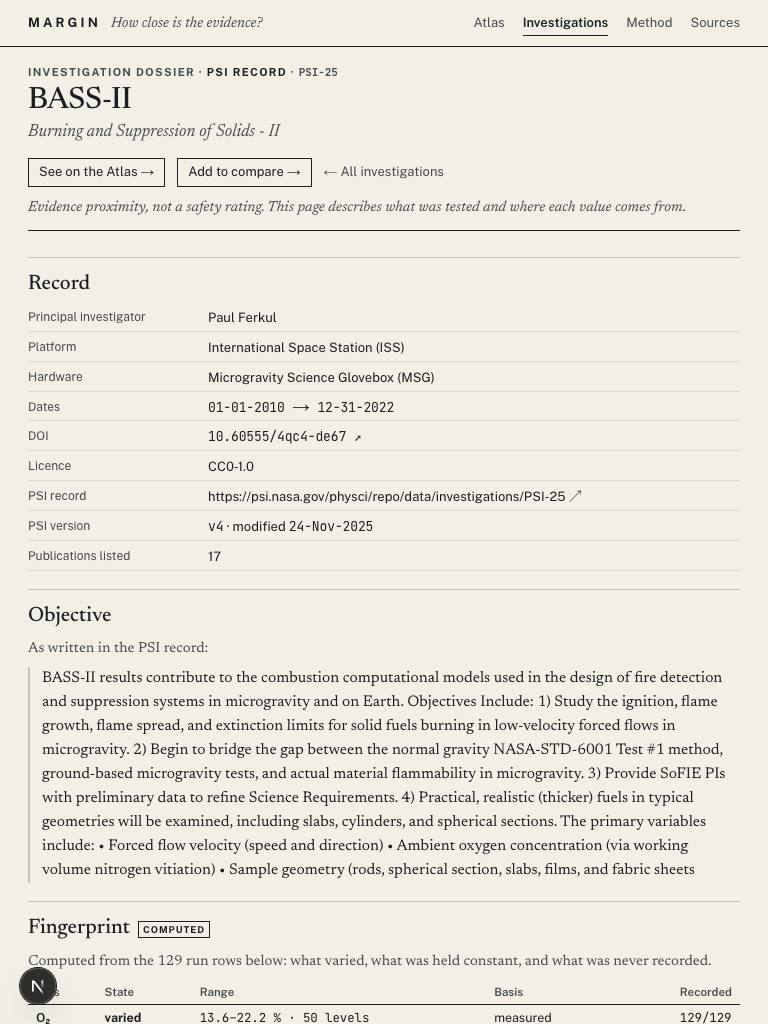 MARGIN How close is the evidence? Atlas Investigations Method Sources
INVESTIGATION DOSSIER · PSI RECORD · PSI-25
BASS-II
Burning and Suppression of Solids - II
See on the Atlas → Add to compare → ← All investigations
Evidence proximity, not a safety rating. This page describes what was tested and where each value comes from.
Record
Principal investigator Paul Ferkul
Platform International Space Station (ISS)
Hardware Microgravity Science Glovebox (MSG)
Dates 01-01-2010 → 12-31-2022
DOI 10.60555/4qc4-de67 ↗
Licence CC0-1.0
PSI record https://psi.nasa.gov/physci/repo/data/investigations/PSI-25 ↗
PSI version v4 · modified 24-Nov-2025
Publications listed 17
Objective
As written in the PSI record:
BASS-II results contribute to the combustion computational models used in the design of fire detection
and suppression systems in microgravity and on Earth. Objectives Include: 1) Study the ignition, flame
growth, flame spread, and extinction limits for solid fuels burning in low-velocity forced flows in
microgravity. 2) Begin to bridge the gap between the normal gravity NASA-STD-6001 Test #1 method,
ground-based microgravity tests, and actual material flammability in microgravity. 3) Provide SoFIE PIs
with preliminary data to refine Science Requirements. 4) Practical, realistic (thicker) fuels in typical
geometries will be examined, including slabs, cylinders, and spherical sections. The primary variables
include: • Forced flow velocity (speed and direction) • Ambient oxygen concentration (via working
volume nitrogen vitiation) • Sample geometry (rods, spherical section, slabs, films, and fabric sheets
Fingerprint COMPUTED
Computed from the 129 run rows below: what varied, what was held constant, and what was never recorded.
N State Range Basis Recorded
O₂ varied 13.6–22.2 % · 50 levels measured 129/129